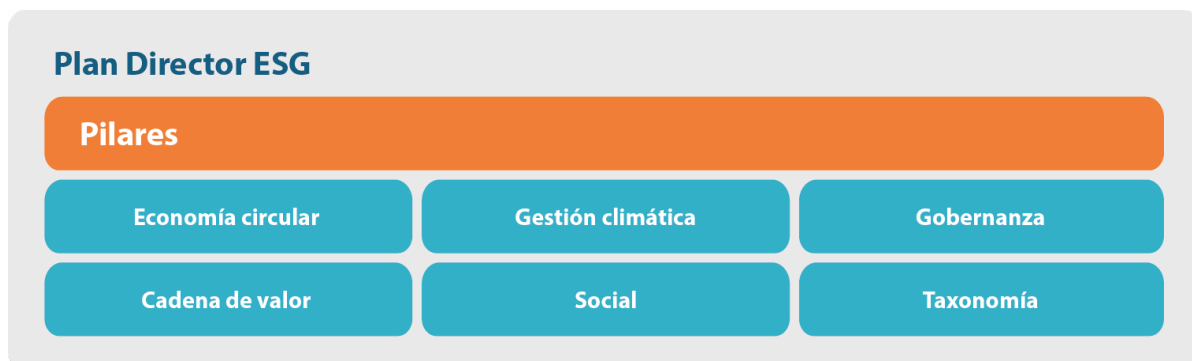 Plan Director ESG
Pilares
Economía circular
Gestión climática
Gobernanza
Cadena de valor
Social
Taxonomía